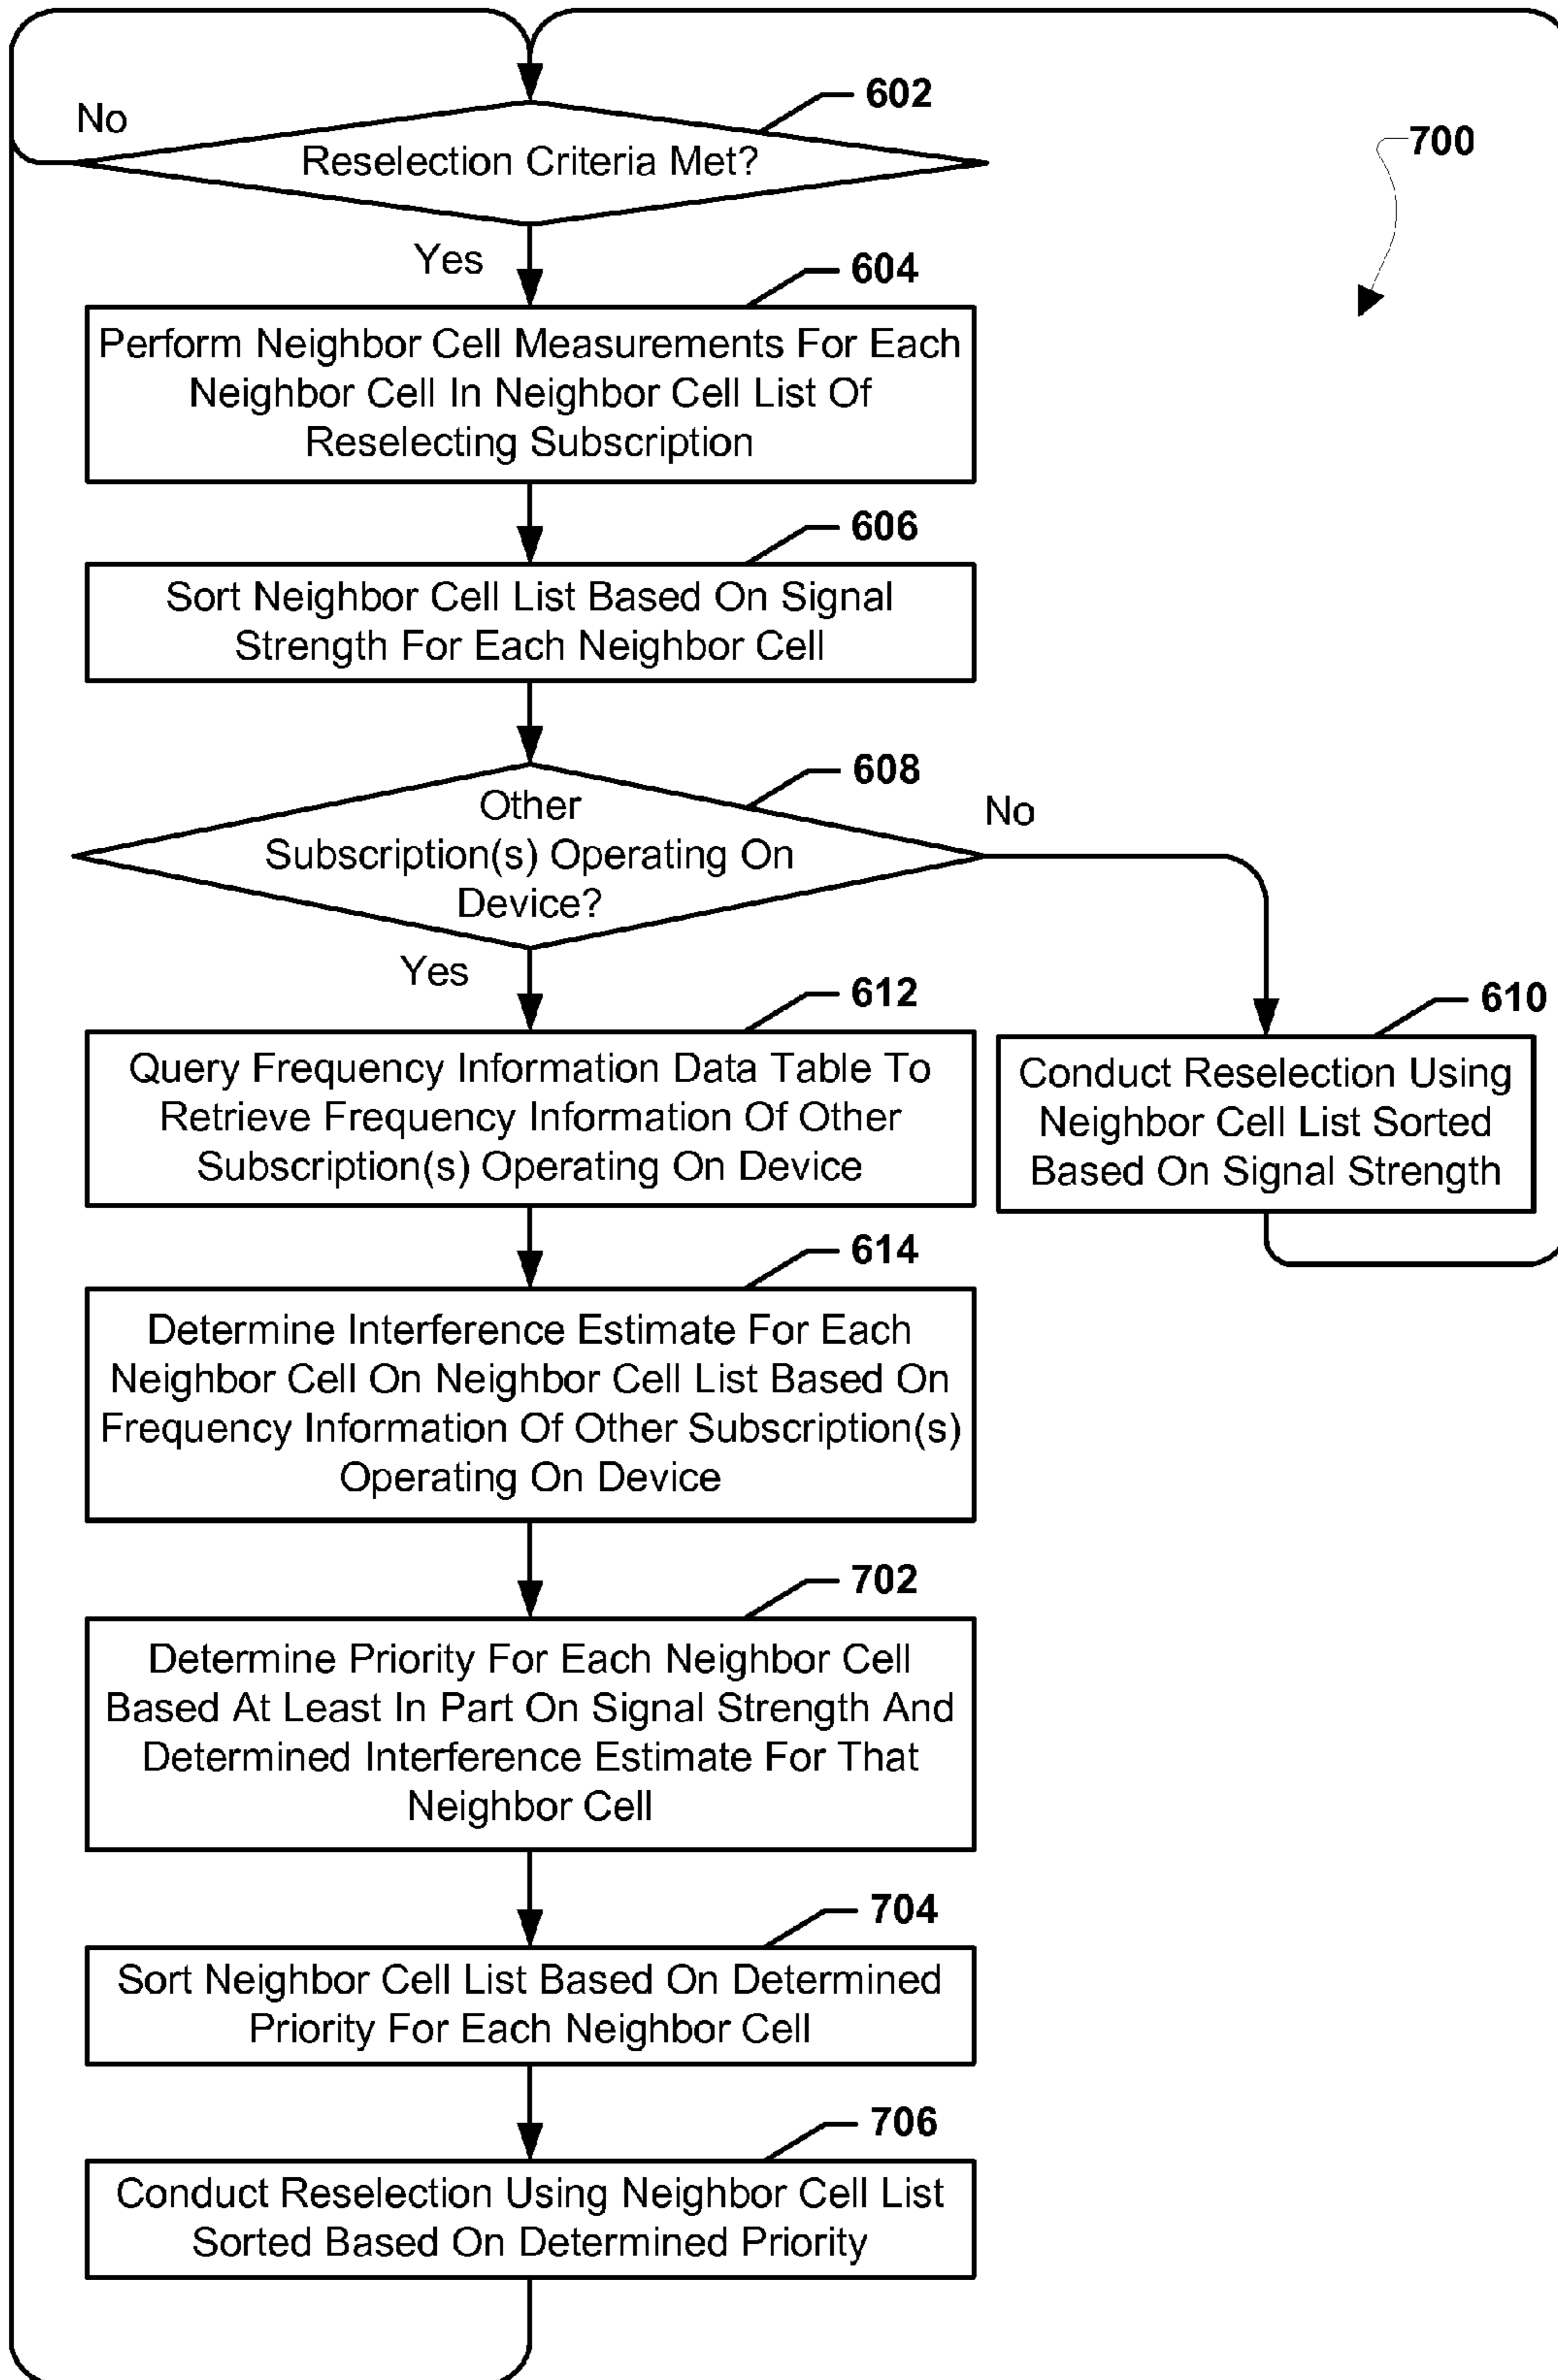 602
No
Reselection Criteria Met?
700
Yes
604
Perform Neighbor Cell Measurements For Each
Neighbor Cell In Neighbor Cell List Of
Reselecting Subscription
606
Sort Neighbor Cell List Based On Signal
Strength For Each Neighbor Cell
608
Other
Subscription(s) Operating On
Device?
No
Yes
612
Query Frequency Information Data Table To
Retrieve Frequency Information Of Other
Subscription(s) Operating On Device
610
Conduct Reselection Using
Neighbor Cell List Sorted
Based On Signal Strength
614
Determine Interference Estimate For Each
Neighbor Cell On Neighbor Cell List Based On
Frequency Information Of Other Subscription(s)
Operating On Device
702
Determine Priority For Each Neighbor Cell
Based At Least In Part On Signal Strength And
Determined Interference Estimate For That
Neighbor Cell
704
Sort Neighbor Cell List Based On Determined
Priority For Each Neighbor Cell
706
Conduct Reselection Using Neighbor Cell List
Sorted Based On Determined Priority